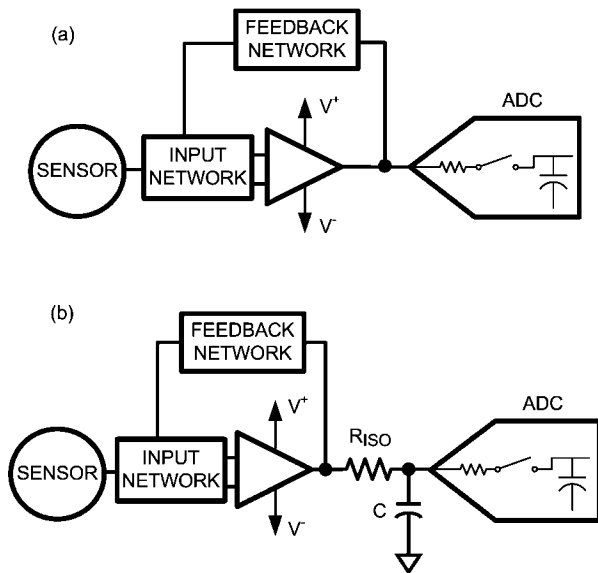 (a)
FEEDBACK
NETWORK
V+
ADC
SENSOR
INPUT
NETWORK
V-
(b)
FEEDBACK
NETWORK
V+
ADC
RISO
SENSOR
INPUT
NETWORK
C
V-